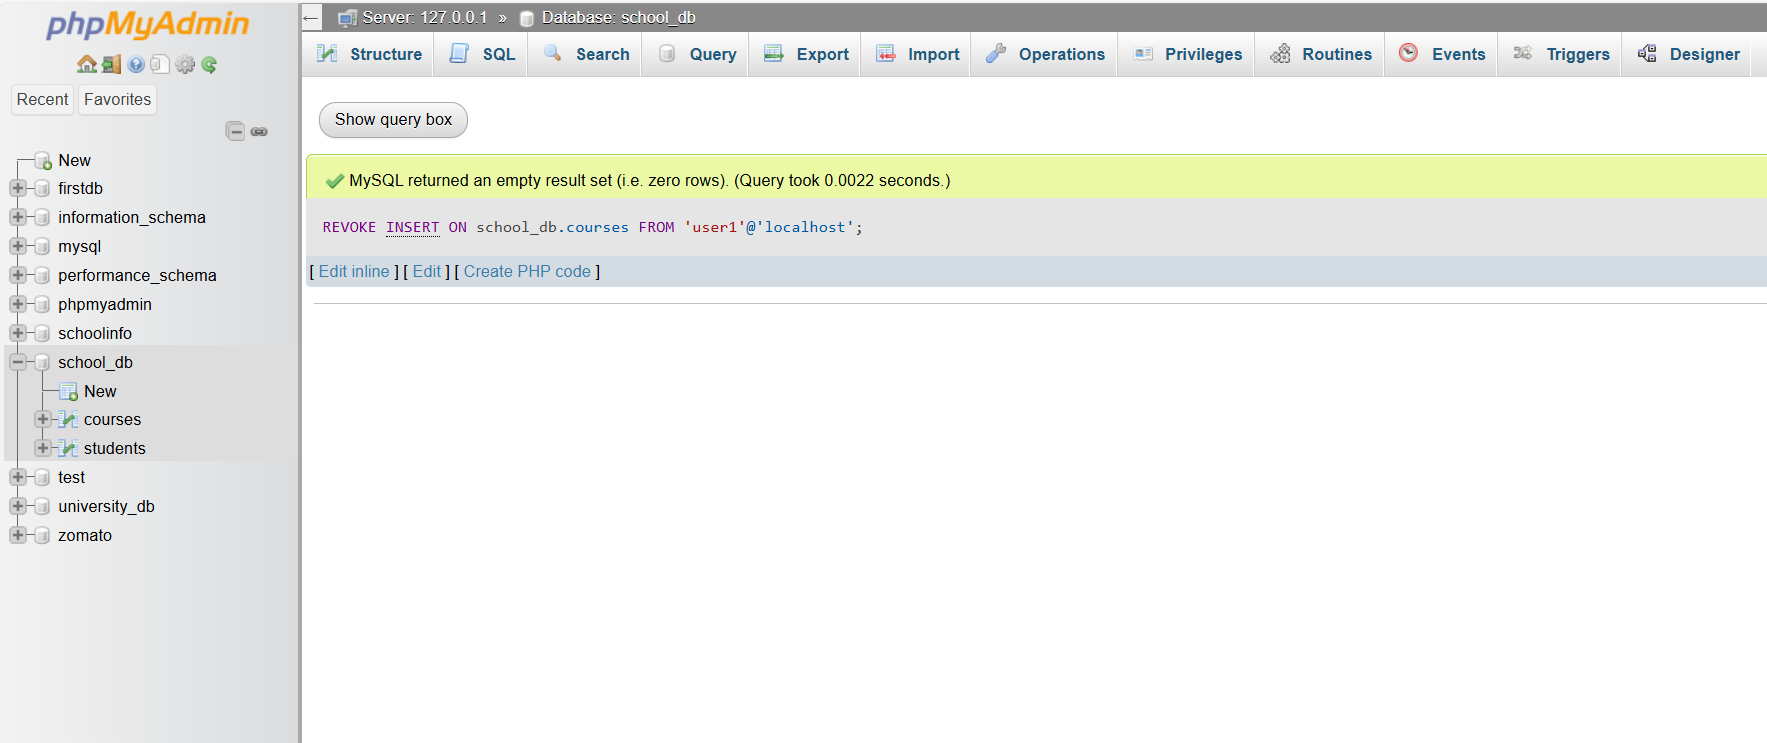 phpMyAdmin
Recent Favorites
New
firstdb
information_schema
mysql
performance_schema
phpmyadmin
schoolinfo
school_db
New
courses
students
test
university_db
zomato
Server: 127.0.0.1 » Database: school_db
Structure SQL Search Query Export Import Operations Privileges Routines Events Triggers Designer
Show query box
MySQL returned an empty result set (i.e. zero rows). (Query took 0.0022 seconds.)
REVOKE INSERT ON school_db.courses FROM 'user1'@'localhost';
[ Edit inline ] [ Edit ] [ Create PHP code ]